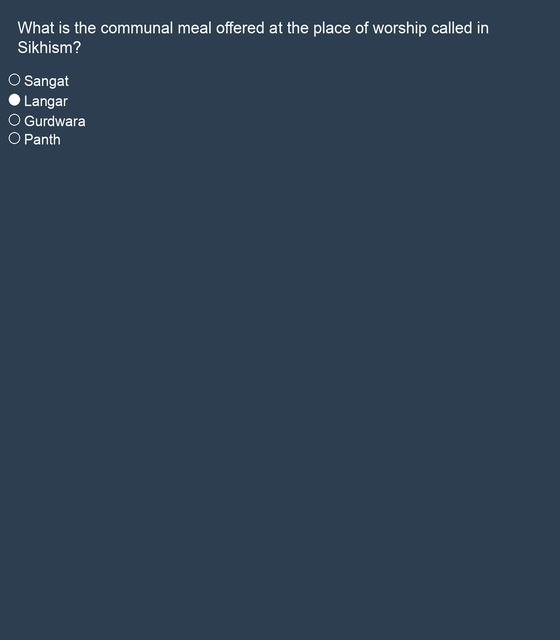 What is the communal meal offered at the place of worship called in
Sikhism?
Sangat
Langar
Gurdwara
Panth